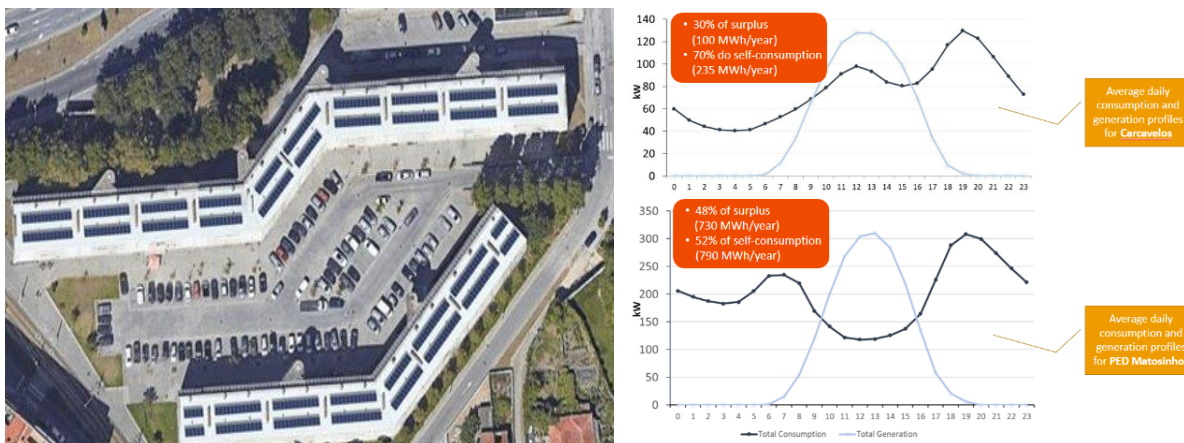 140
120
100
80
60
40
20
0
kW
• 30% of surplus
(100 MWh/year)
• 70% do self-consumption
(235 MWh/year)
0 1 2 3 4 5 6 7 8 9 10 11 12 13 14 15 16 17 18 19 20 21 22 23
Average daily
consumption and
generation profiles
for Carcavelos
350
300
250
200
150
100
50
0
kW
• 48% of surplus
(730 MWh/year)
• 52% of self-consumption
(790 MWh/year)
0 1 2 3 4 5 6 7 8 9 10 11 12 13 14 15 16 17 18 19 20 21 22 23
Total Consumption Total Generation
Average daily
consumption and
generation profiles
for PED Matosinho